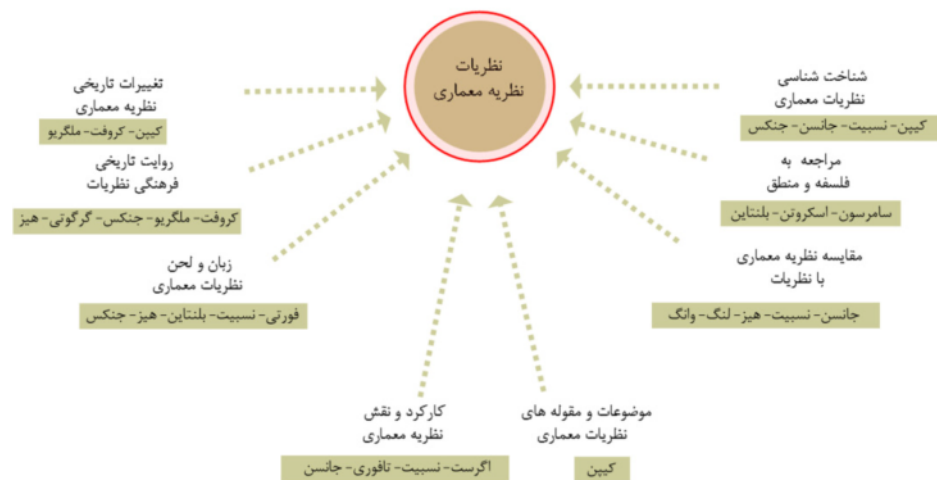 نظریات
نظریه معماری
شناخت شناسی
نظریات معماری
کیپن- نسبیت- جانسن- جنکس
مراجعه به
فلسفه و منطق
سامرسون- اسکروتن- بلنتاین
مقایسه نظریه معماری
با نظریات
جانسن- نسبیت- هیز- لنگ- وانگ
موضوعات و مقوله های
نظریات معماری
کیپن
کارکرد و نقش
نظریه معماری
اگرست- نسبیت- تافوری- جانسن
زبان و لحن
نظریات معماری
فورتی- نسبیت- بلنتاین- هیز- جنکس
روایت تاریخی
فرهنگی نظریات
کروفت- ملگریو- جنکس- گرگوتی- هیز
تغییرات تاریخی
نظریه معماری
کیپن- کروفت- ملگریو